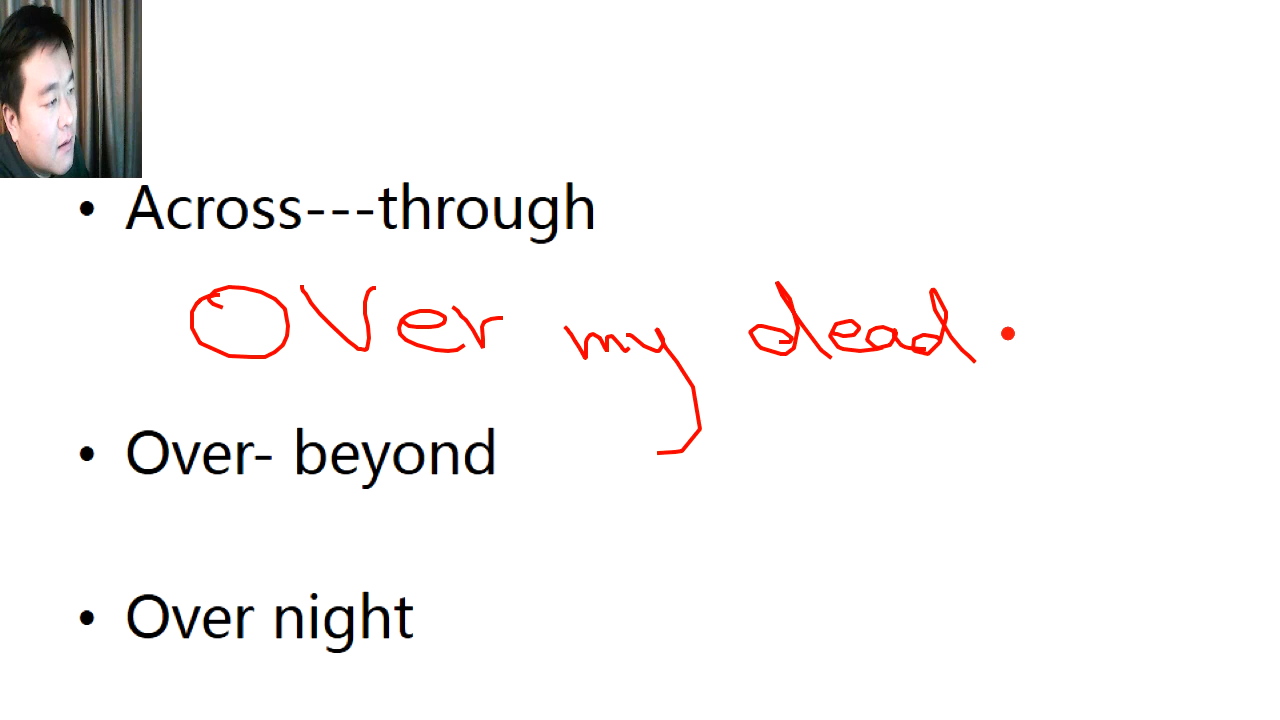 • Across---through
Over my dead
• Over- beyond
• Over night